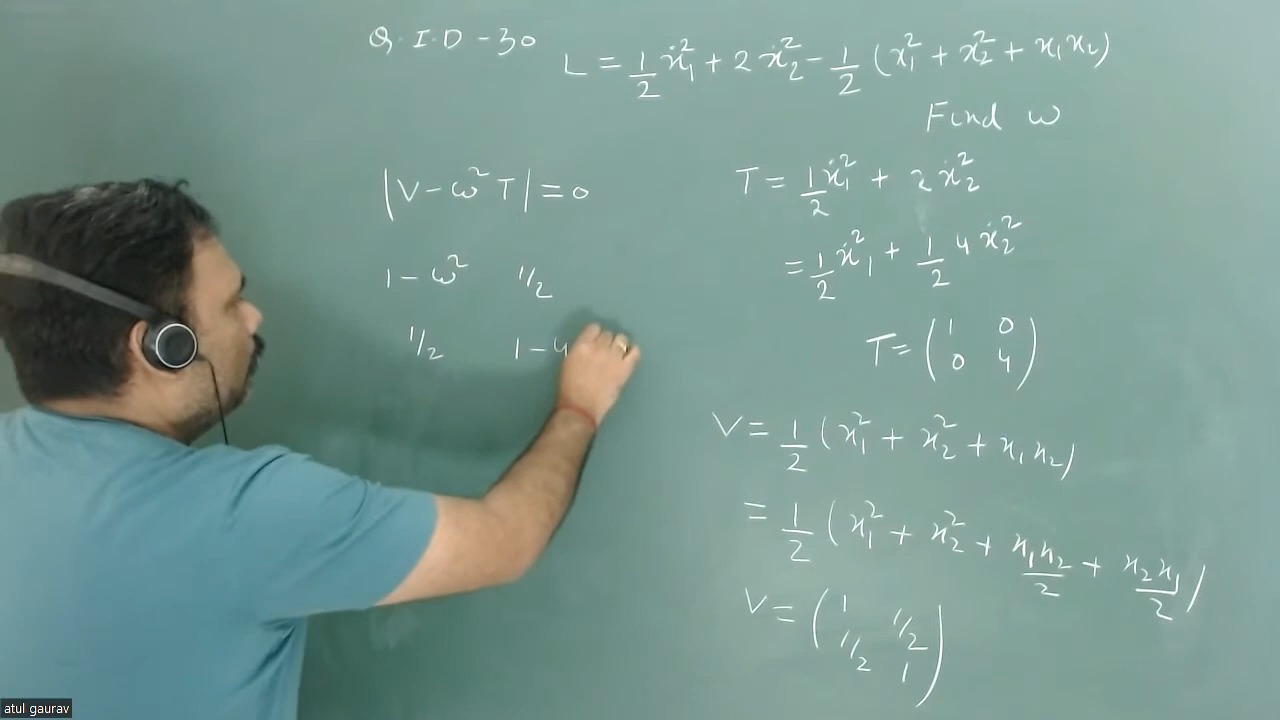 Q.I.D - 30
L = 1/2 ẋ₁² + 2 ẋ₂² - 1/2 (x₁² + x₂² + x₁x₂)
Find ω
|V - ω² T| = 0
1 - ω² 1/2
1/2 1 - 4
T = 1/2 ẋ₁² + 2 ẋ₂²
= 1/2 ẋ₁² + 1/2 4 ẋ₂²
T = ( 1 0
0 4 )
V = 1/2 (x₁² + x₂² + x₁x₂)
= 1/2 (x₁² + x₂² + x₁x₂/2 + x₂x₁/2)
V = ( 1 1/2
1/2 1 )
atul gaurav